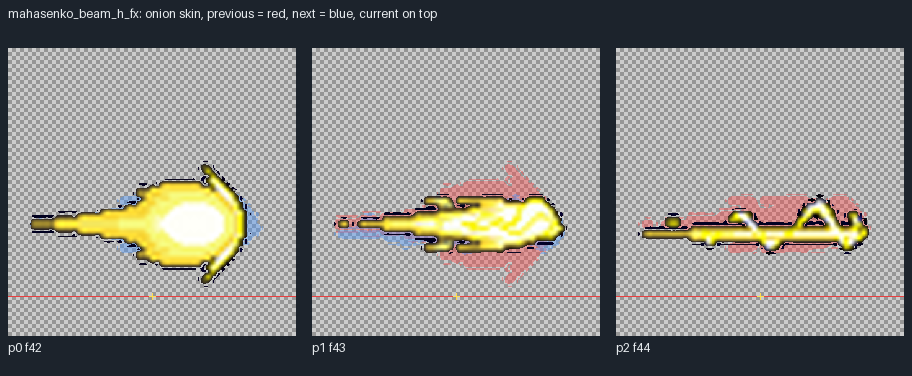 mahasenko_beam_h_fx: onion skin, previous = red, next = blue, current on top
p0 f42
p1 f43
p2 f44